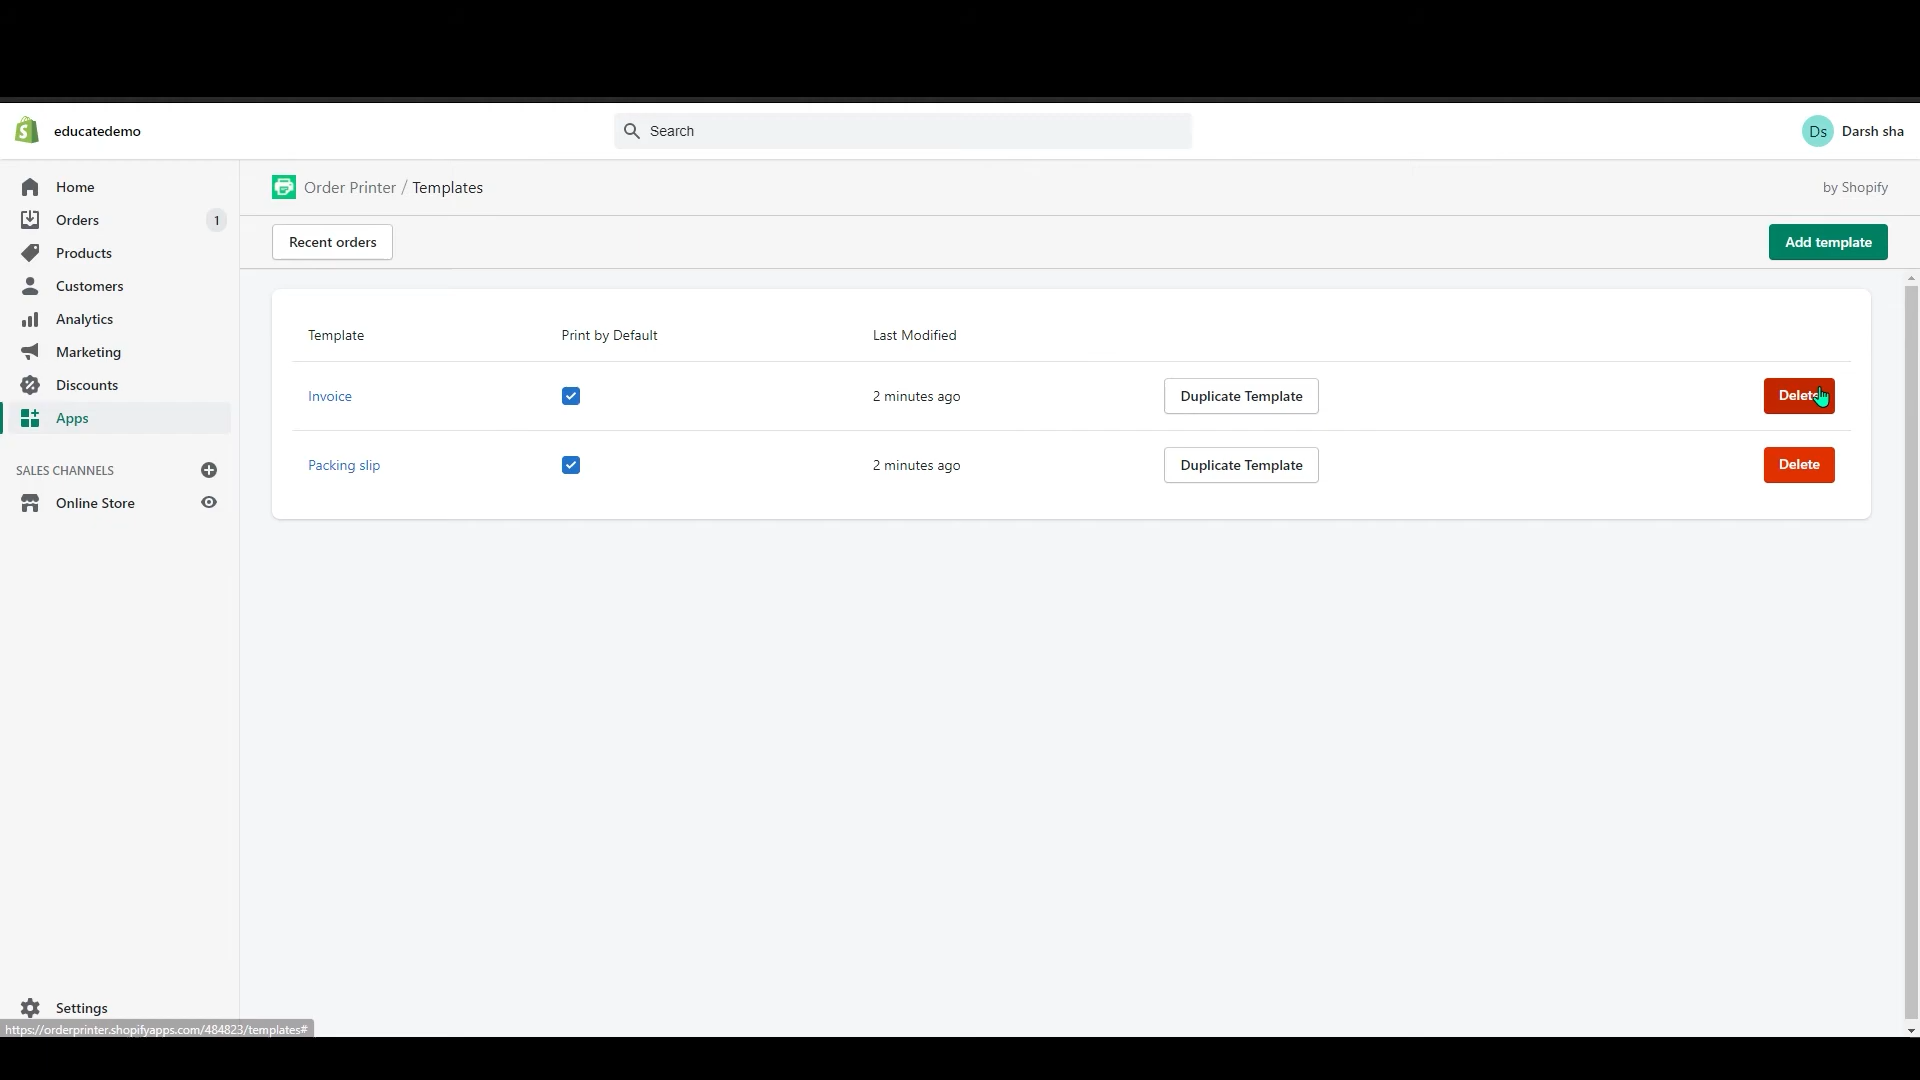 educatedemo
Search
Ds Darsh sha
Home
Orders 1
Products
Customers
Analytics
Marketing
Discounts
Apps
SALES CHANNELS
Online Store
Settings
https://orderprinter.shopifyapps.com/484823/templates#
Order Printer / Templates
by Shopify
Recent orders
Add template
Template Print by Default Last Modified
Invoice 2 minutes ago Duplicate Template Delete
Packing slip 2 minutes ago Duplicate Template Delete